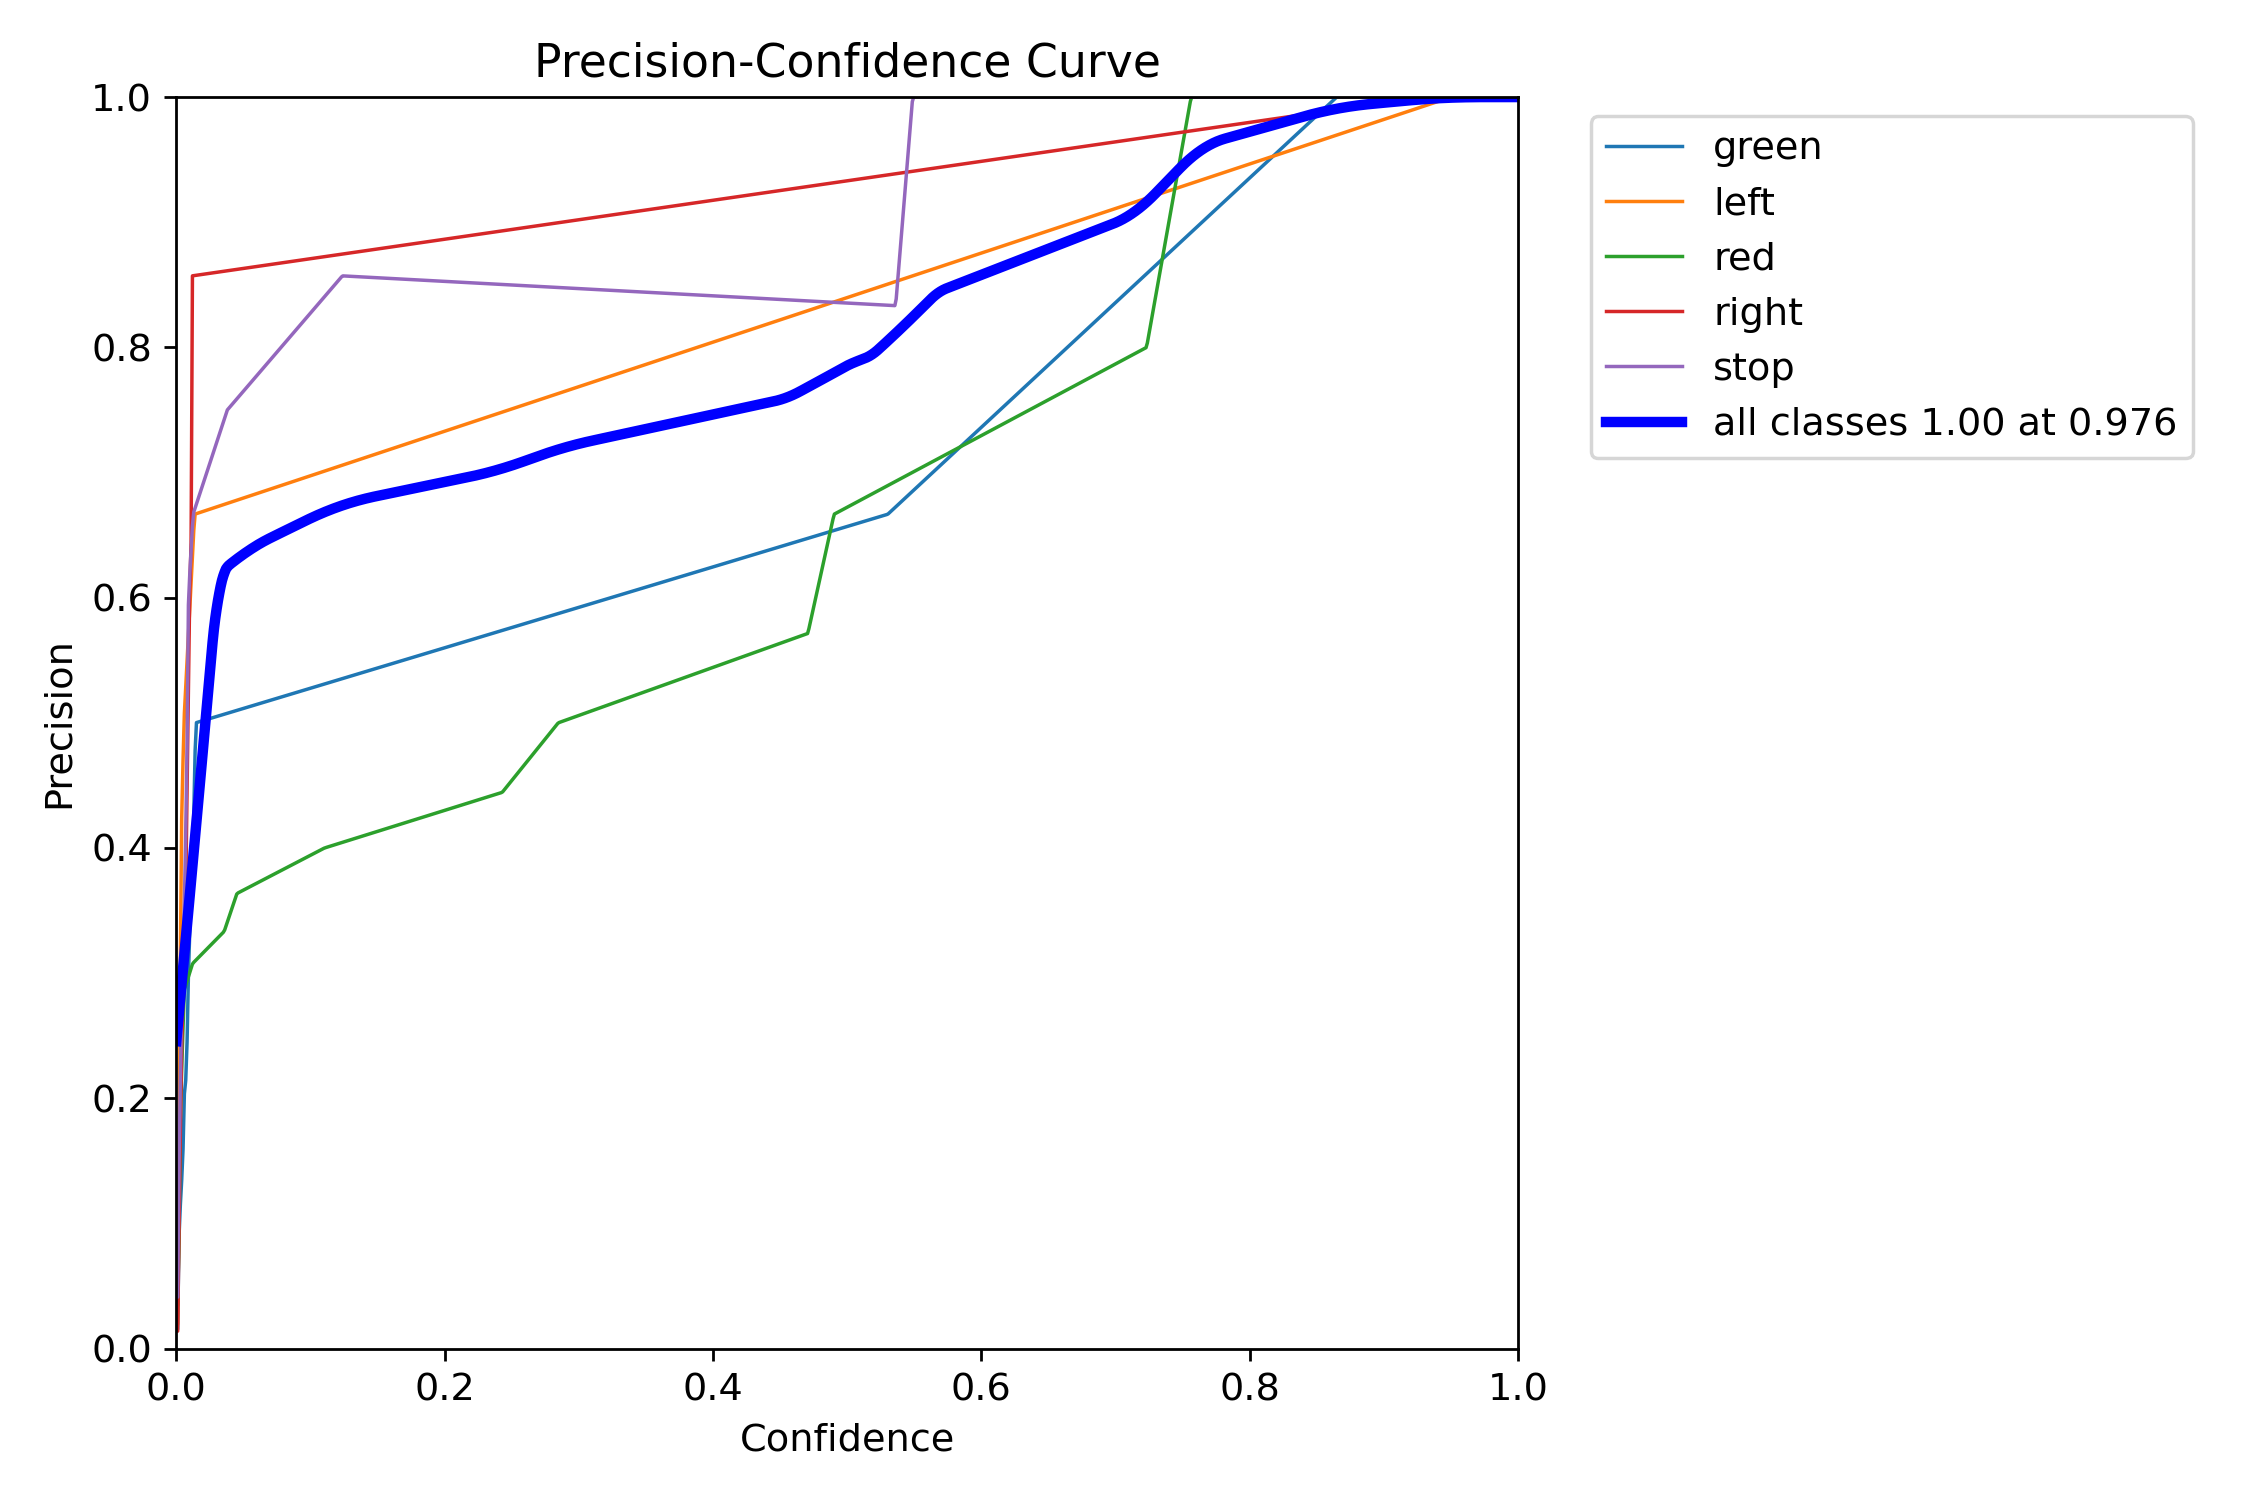 Precision-Confidence Curve
1.0
0.8
0.6
0.4
0.2
0.0
Precision
0.0 0.2 0.4 0.6 0.8 1.0
Confidence
green
left
red
right
stop
all classes 1.00 at 0.976